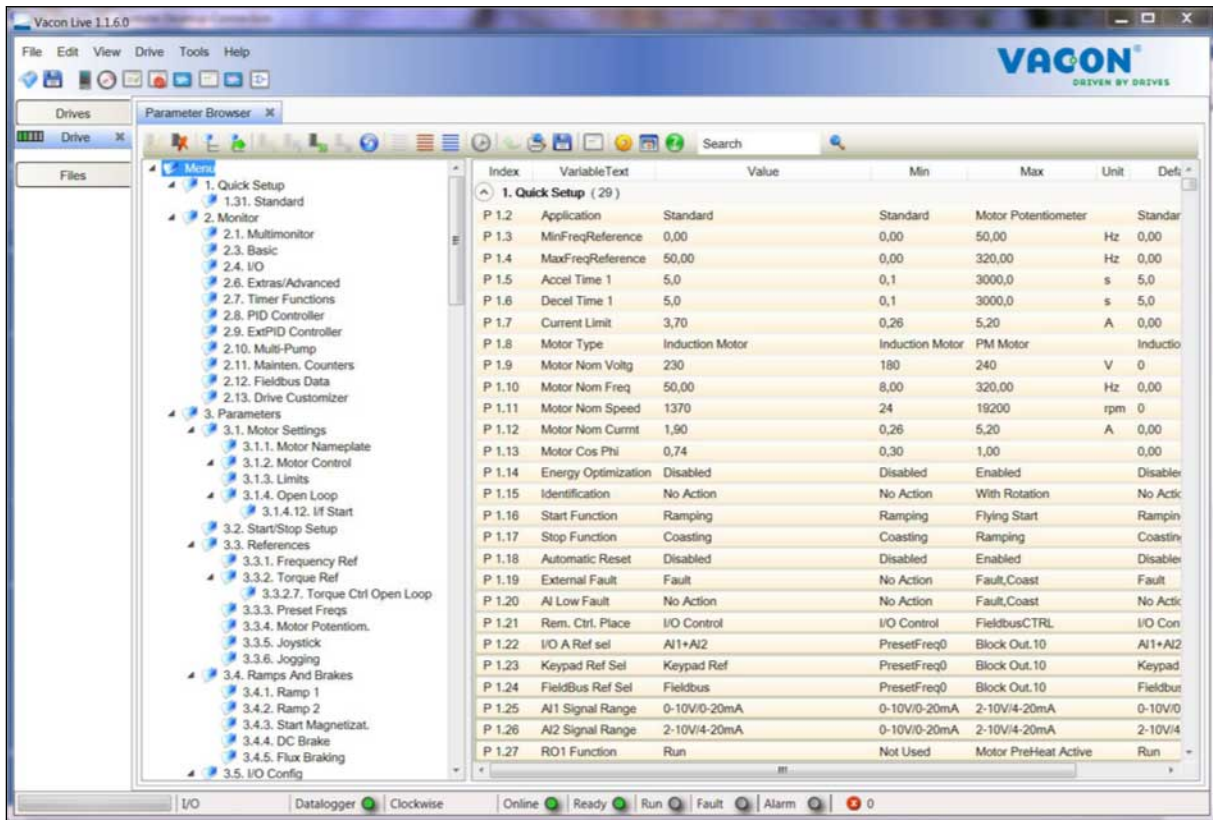 Vacon Live 1.1.6.0
File Edit View Drive Tools Help
VACON®
DRIVEN BY DRIVES
Drives
Drive
Files
Parameter Browser
Search
Menu
1. Quick Setup
1.31. Standard
2. Monitor
2.1. Multimonitor
2.3. Basic
2.4. I/O
2.6. Extras/Advanced
2.7. Timer Functions
2.8. PID Controller
2.9. ExtPID Controller
2.10. Multi-Pump
2.11. Mainten. Counters
2.12. Fieldbus Data
2.13. Drive Customizer
3. Parameters
3.1. Motor Settings
3.1.1. Motor Nameplate
3.1.2. Motor Control
3.1.3. Limits
3.1.4. Open Loop
3.1.4.12. I/f Start
3.2. Start/Stop Setup
3.3. References
3.3.1. Frequency Ref
3.3.2. Torque Ref
3.3.2.7. Torque Ctrl Open Loop
3.3.3. Preset Freqs
3.3.4. Motor Potentiom.
3.3.5. Joystick
3.3.6. Jogging
3.4. Ramps And Brakes
3.4.1. Ramp 1
3.4.2. Ramp 2
3.4.3. Start Magnetizat.
3.4.4. DC Brake
3.4.5. Flux Braking
3.5. I/O Config
Index VariableText Value Min Max Unit Defa
1. Quick Setup (29)
P 1.2 Application Standard Standard Motor Potentiometer Standar
P 1.3 MinFreqReference 0,00 0,00 50,00 Hz 0,00
P 1.4 MaxFreqReference 50,00 0,00 320,00 Hz 0,00
P 1.5 Accel Time 1 5,0 0,1 3000,0 s 5,0
P 1.6 Decel Time 1 5,0 0,1 3000,0 s 5,0
P 1.7 Current Limit 3,70 0,26 5,20 A 0,00
P 1.8 Motor Type Induction Motor Induction Motor PM Motor Inductio
P 1.9 Motor Nom Voltg 230 180 240 V 0
P 1.10 Motor Nom Freq 50,00 8,00 320,00 Hz 0,00
P 1.11 Motor Nom Speed 1370 24 19200 rpm 0
P 1.12 Motor Nom Currnt 1,90 0,26 5,20 A 0,00
P 1.13 Motor Cos Phi 0,74 0,30 1,00 0,00
P 1.14 Energy Optimization Disabled Disabled Enabled Disable
P 1.15 Identification No Action No Action With Rotation No Actic
P 1.16 Start Function Ramping Ramping Flying Start Rampin
P 1.17 Stop Function Coasting Coasting Ramping Coasting
P 1.18 Automatic Reset Disabled Disabled Enabled Disable
P 1.19 External Fault Fault No Action Fault,Coast Fault
P 1.20 AI Low Fault No Action No Action Fault,Coast No Actic
P 1.21 Rem. Ctrl. Place I/O Control I/O Control FieldbusCTRL I/O Con
P 1.22 I/O A Ref sel AI1+AI2 PresetFreq0 Block Out.10 AI1+AI2
P 1.23 Keypad Ref Sel Keypad Ref PresetFreq0 Block Out.10 Keypad
P 1.24 FieldBus Ref Sel Fieldbus PresetFreq0 Block Out.10 Fieldbus
P 1.25 AI1 Signal Range 0-10V/0-20mA 0-10V/0-20mA 2-10V/4-20mA 0-10V/0
P 1.26 AI2 Signal Range 2-10V/4-20mA 0-10V/0-20mA 2-10V/4-20mA 2-10V/4
P 1.27 RO1 Function Run Not Used Motor PreHeat Active Run
I/O Datalogger Clockwise Online Ready Run Fault Alarm 0